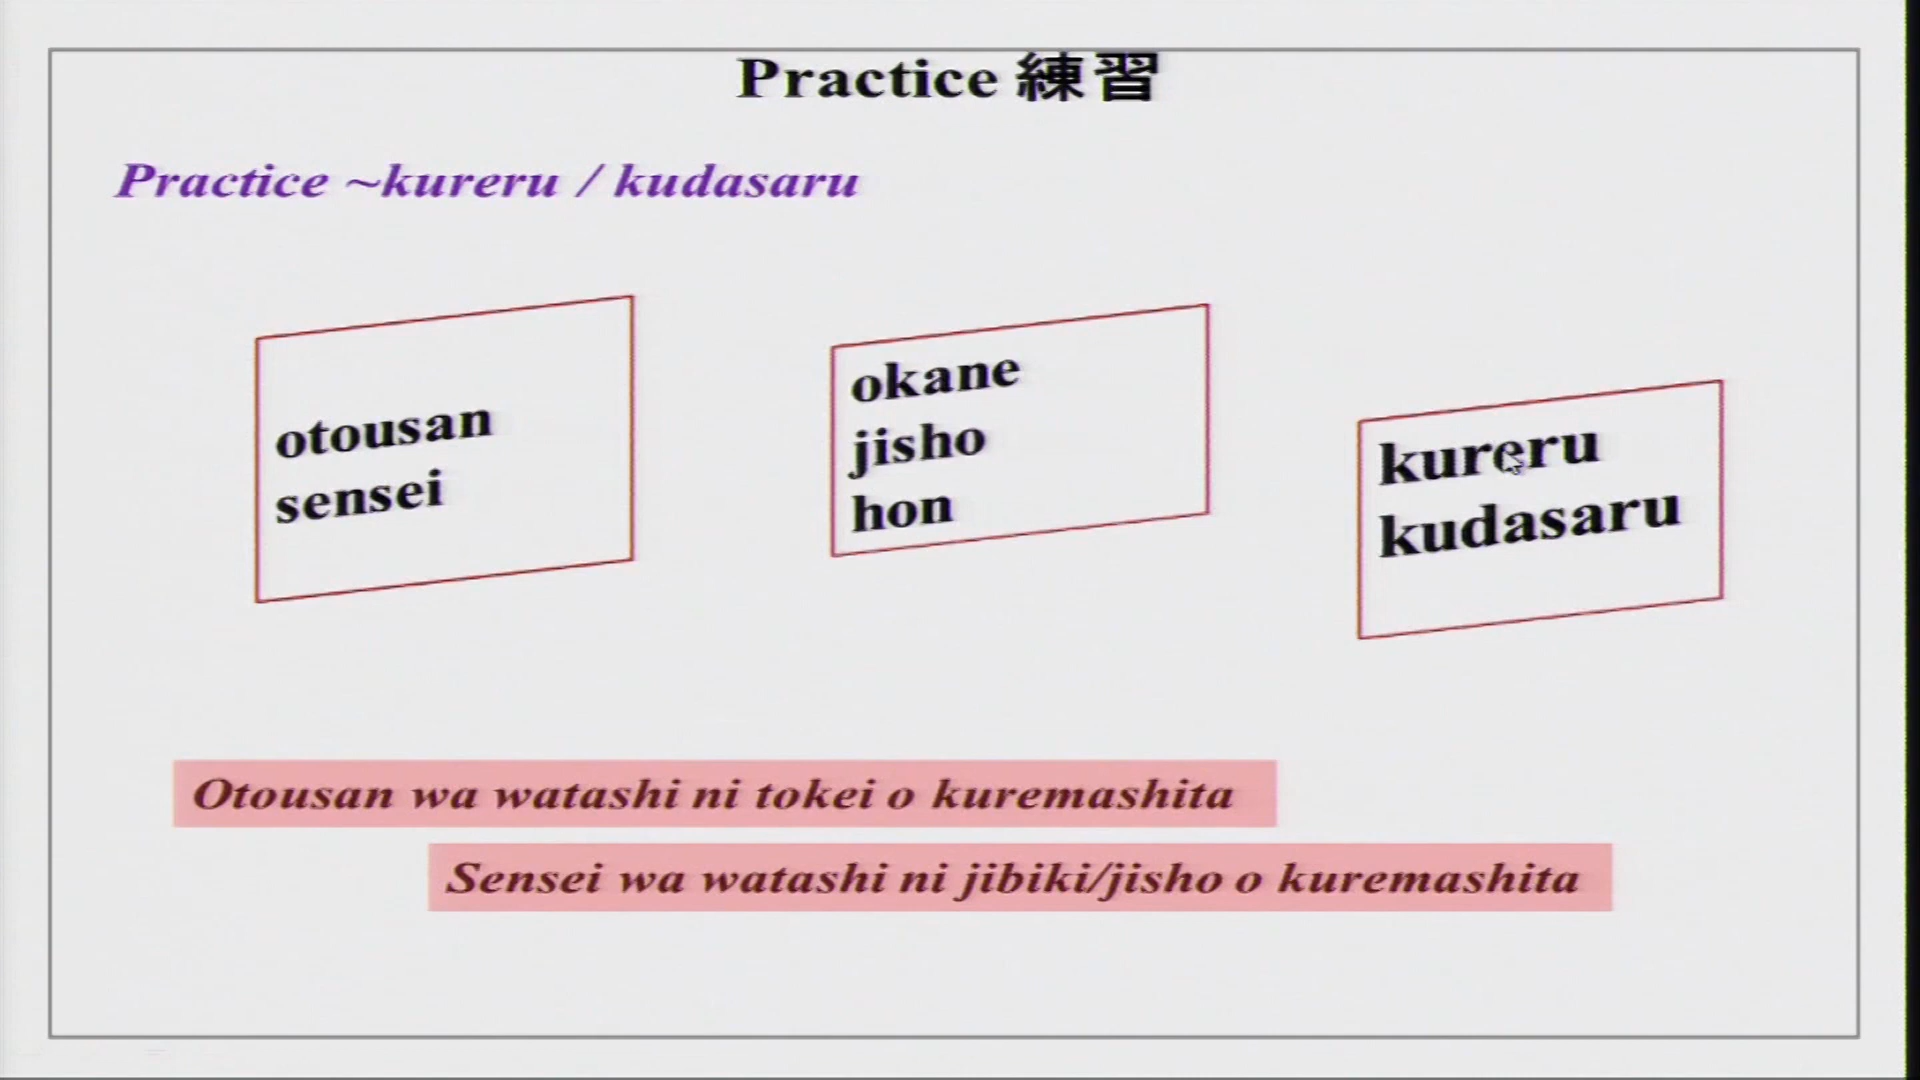 Practice 練習
Practice ~kureru / kudasaru
otousan
sensei
okane
jisho
hon
kureru
kudasaru
Otousan wa watashi ni tokei o kuremashita
Sensei wa watashi ni jibiki/jisho o kuremashita